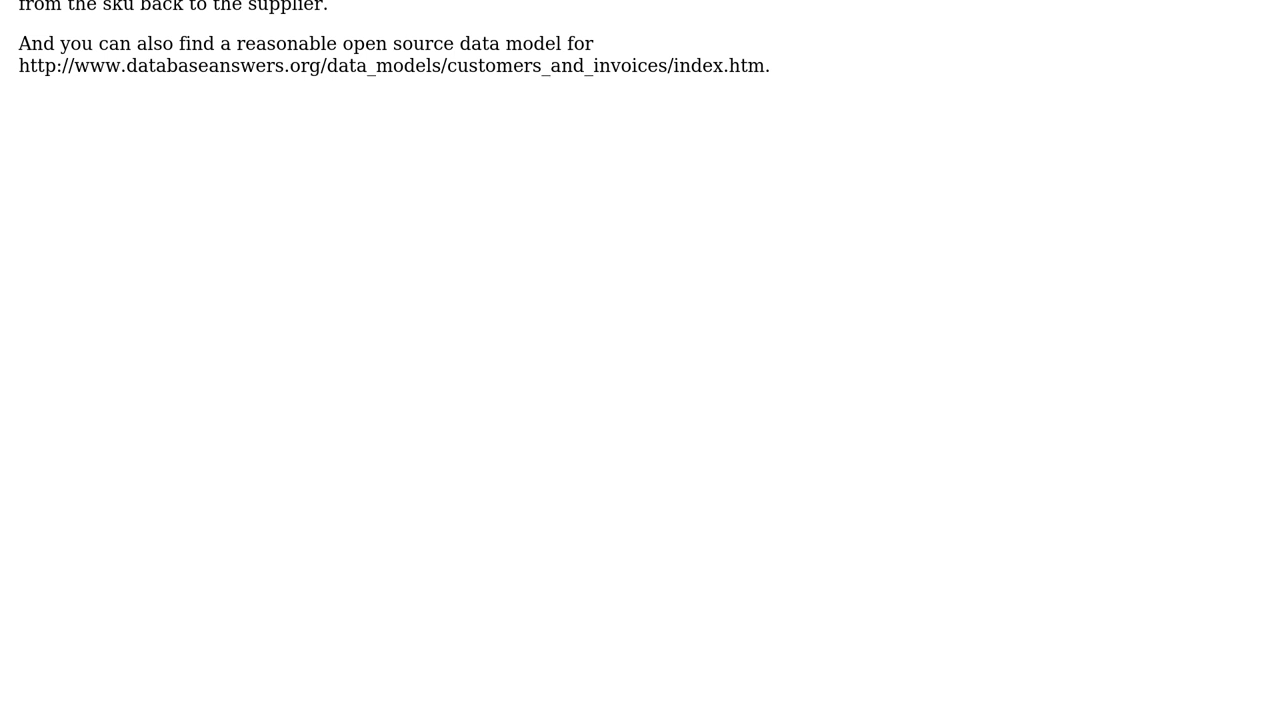 from the sku back to the supplier.
And you can also find a reasonable open source data model for
http://www.databaseanswers.org/data_models/customers_and_invoices/index.htm.